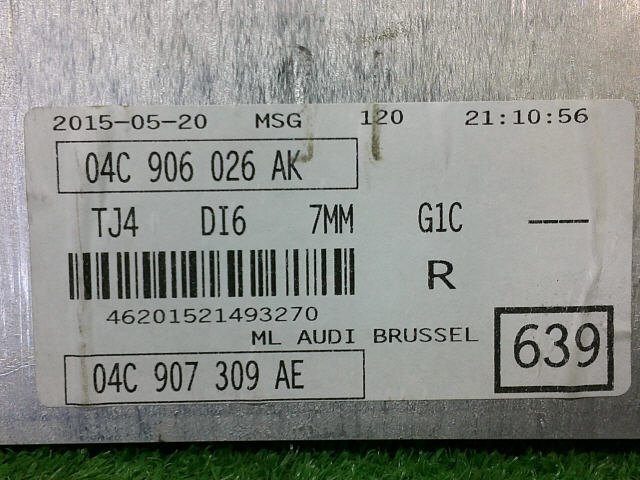 2015-05-20 MSG 120 21:10:56
04C 906 026 AK
TJ4 DI6 7MM G1C ---
R
46201521493270
ML AUDI BRUSSEL
639
04C 907 309 AE